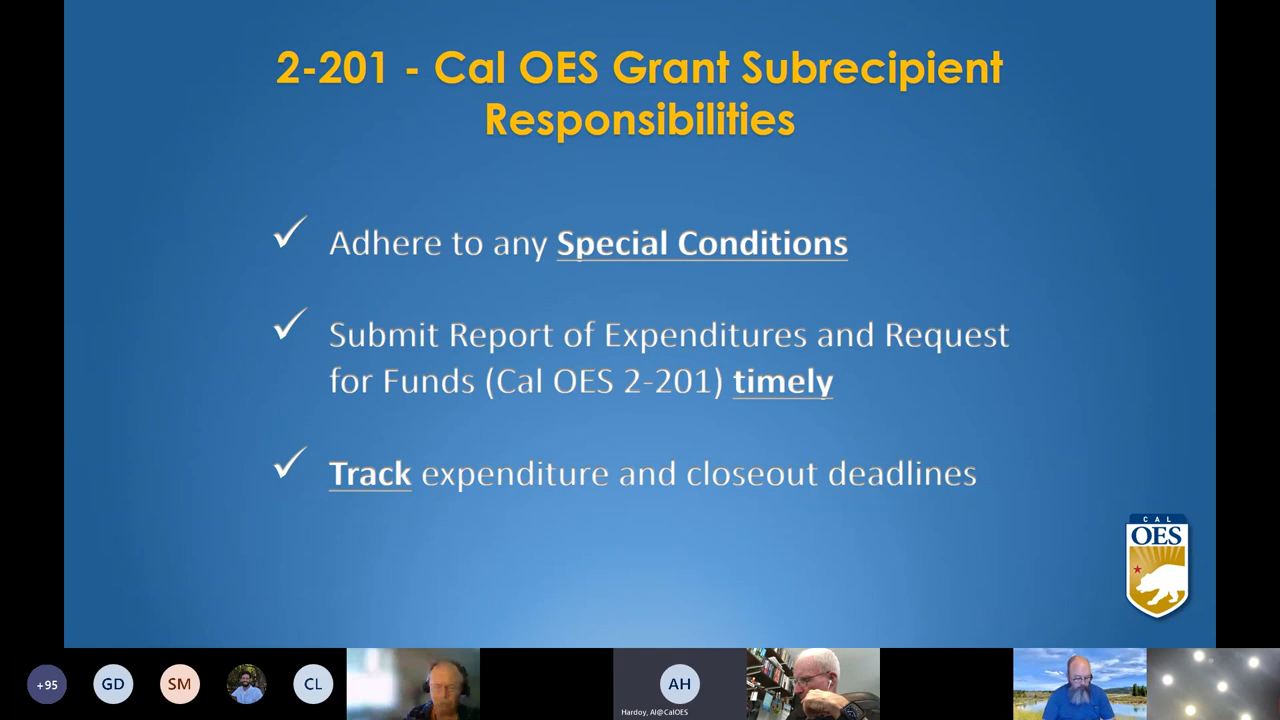 2-201 - Cal OES Grant Subrecipient
Responsibilities
✓ Adhere to any Special Conditions
✓ Submit Report of Expenditures and Request
for Funds (Cal OES 2-201) timely
✓ Track expenditure and closeout deadlines
CAL
OES
+95
GD
SM
CL
AH
Hardoy, Al@CalOES